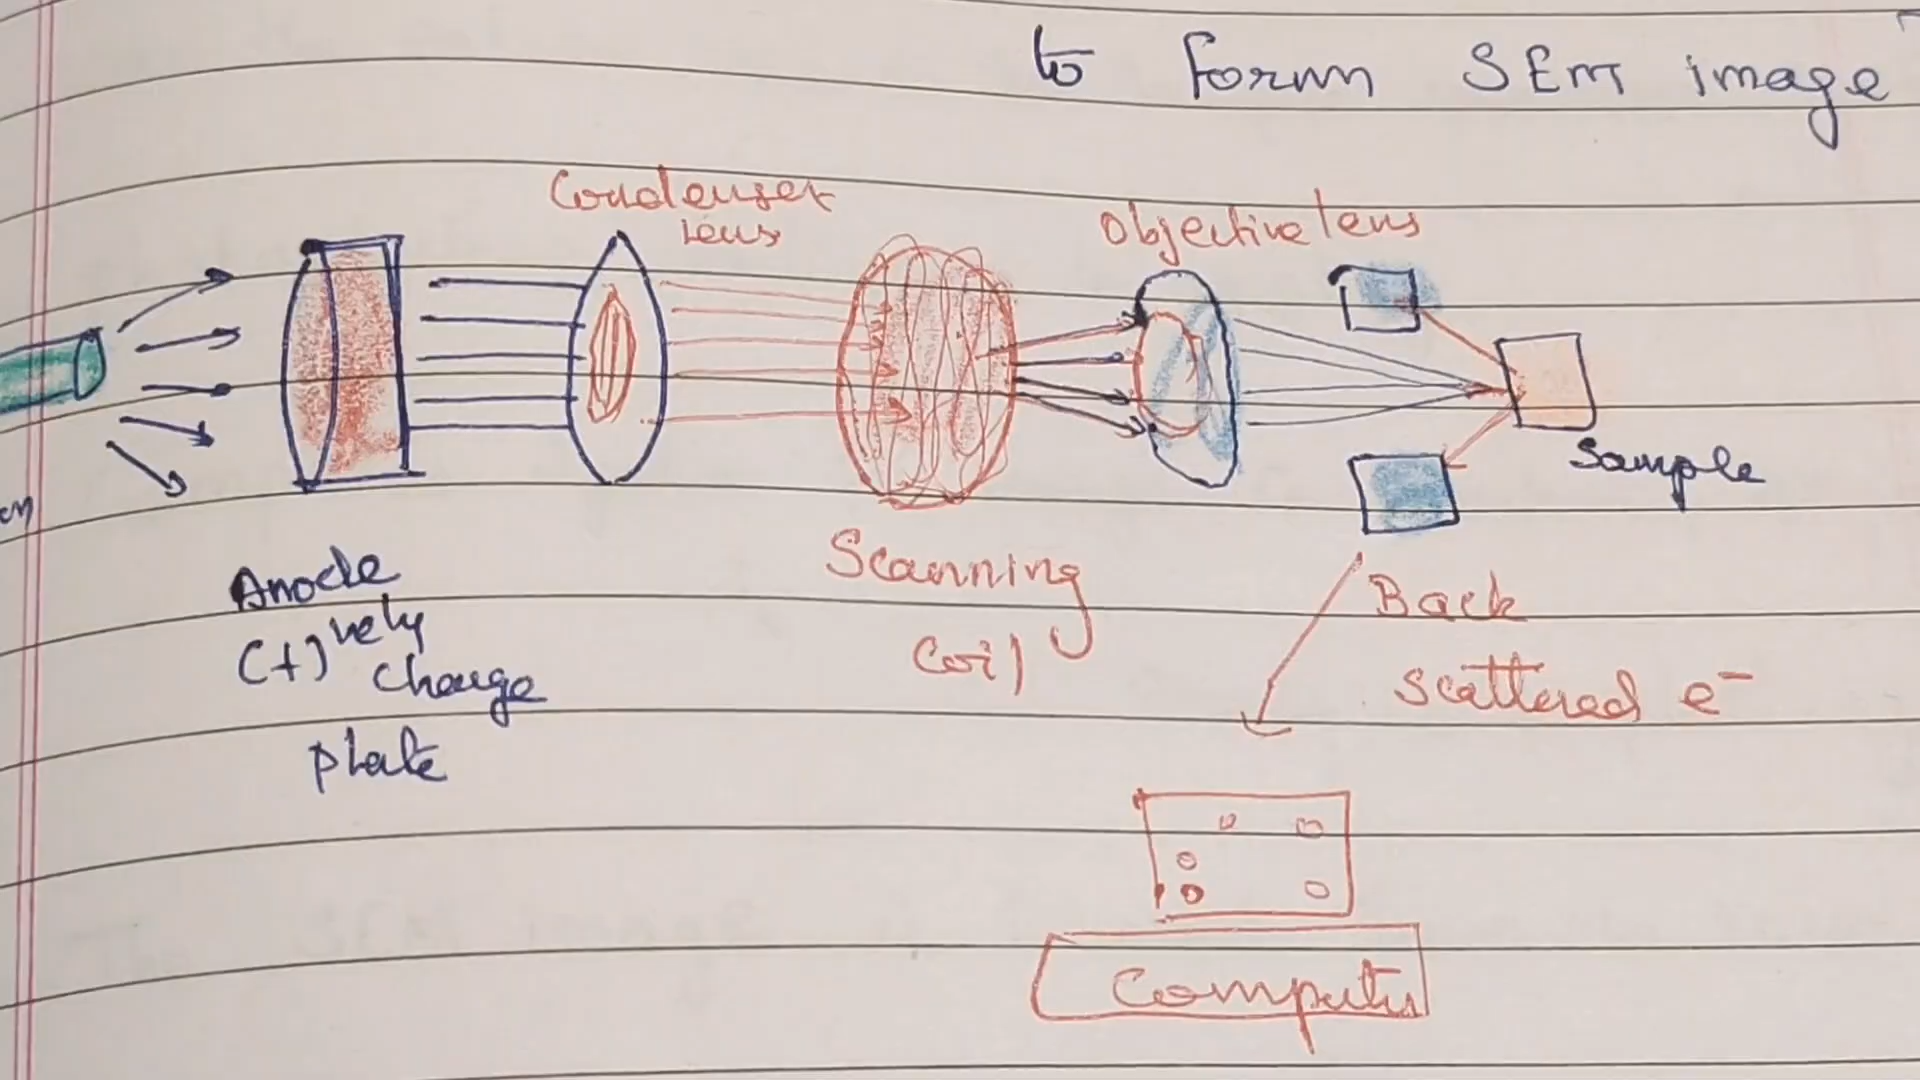 to form SEM image
Condenser
lens
Objective lens
Sample
Anode
(+)vely
charge
plate
Scanning
Coil
Back
scattered e⁻
Computer